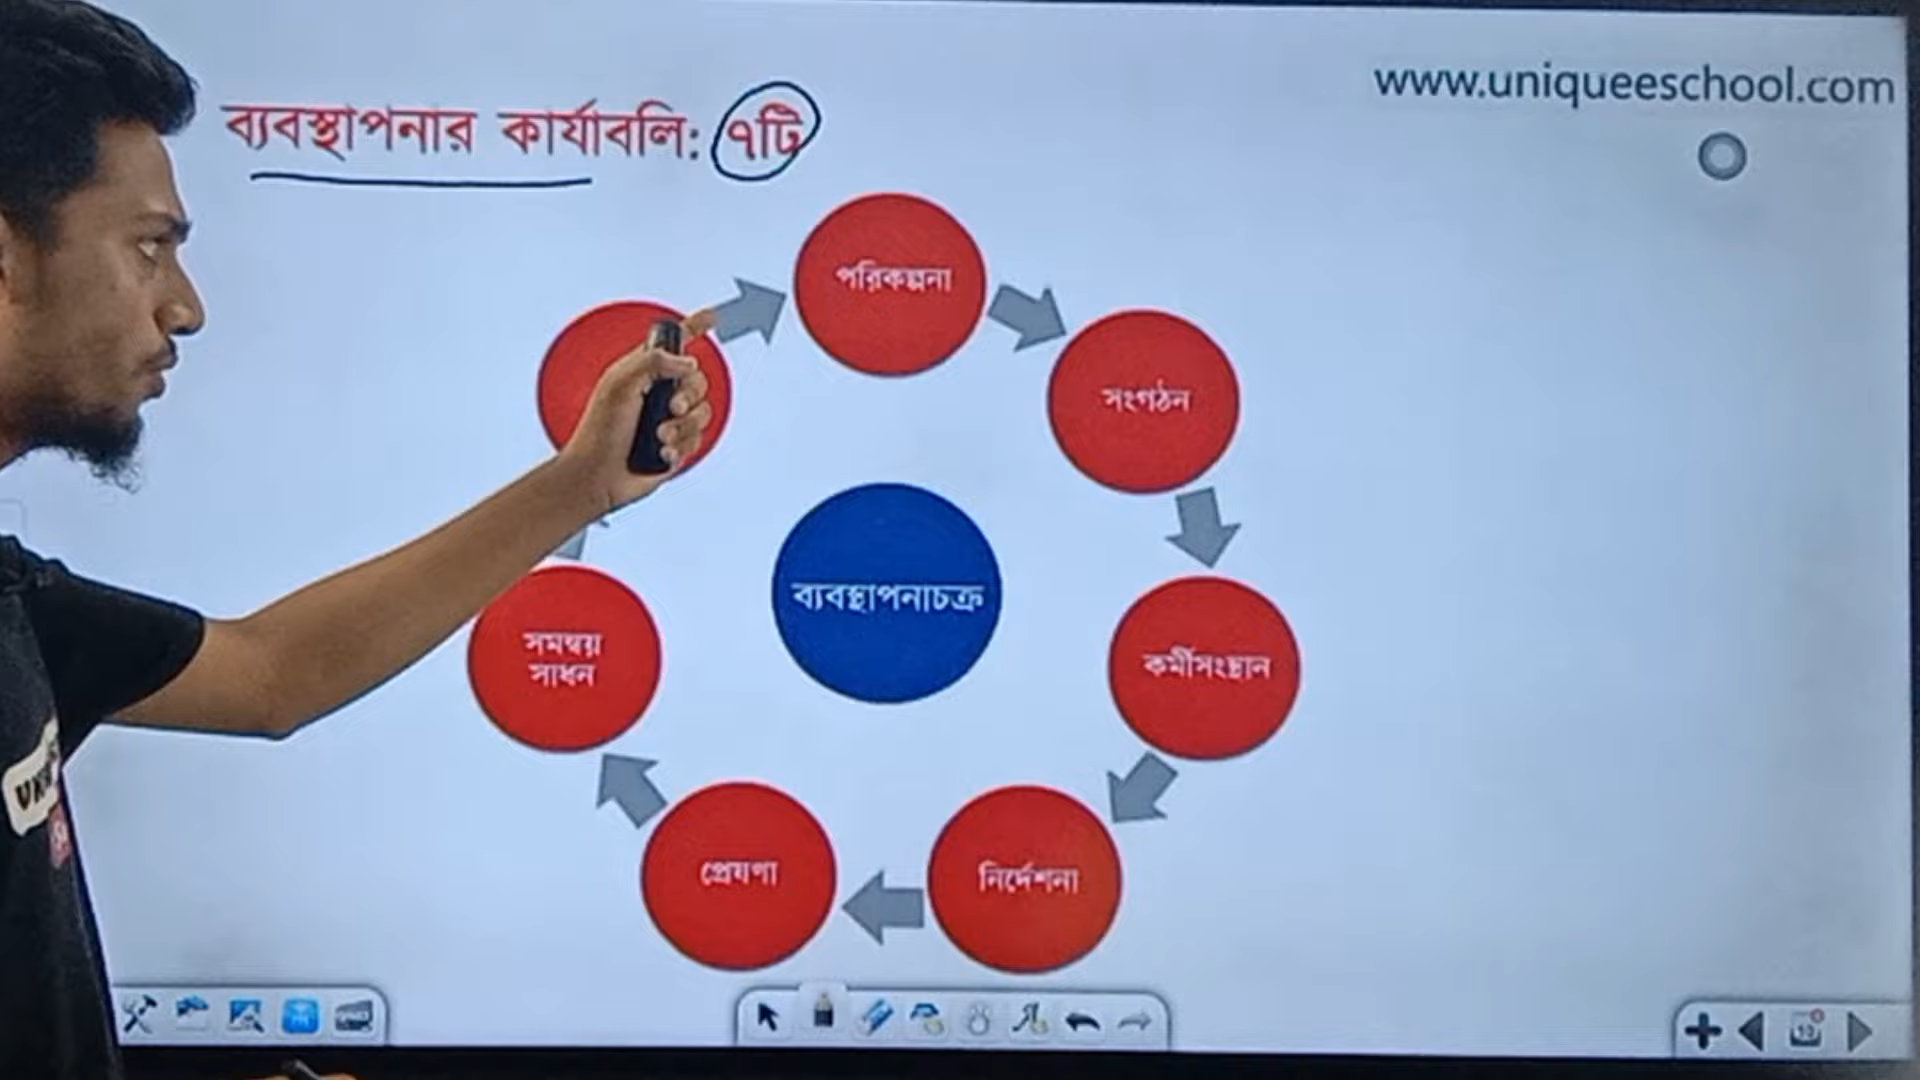 www.uniqueeschool.com
ব্যবস্থাপনার কার্যাবলি: ৭টি
পরিকল্পনা
সংগঠন
কর্মীসংস্থান
নির্দেশনা
প্রেষণা
সমন্বয়
সাধন
ব্যবস্থাপনাচক্র